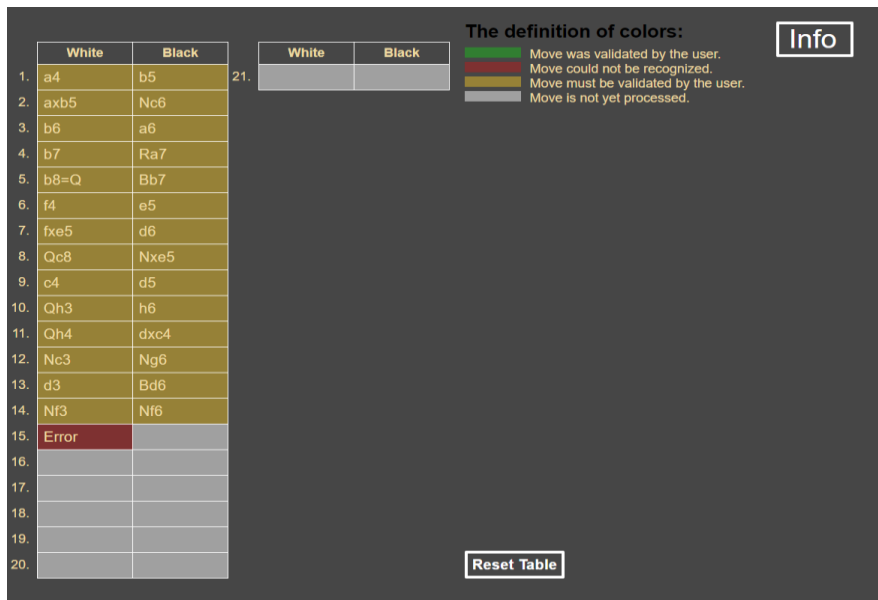 The definition of colors:
Info
Move was validated by the user.
Move could not be recognized.
Move must be validated by the user.
Move is not yet processed.
White Black
1. a4 b5
2. axb5 Nc6
3. b6 a6
4. b7 Ra7
5. b8=Q Bb7
6. f4 e5
7. fxe5 d6
8. Qc8 Nxe5
9. c4 d5
10. Qh3 h6
11. Qh4 dxc4
12. Nc3 Ng6
13. d3 Bd6
14. Nf3 Nf6
15. Error
16.
17.
18.
19.
20.
White Black
21.
Reset Table